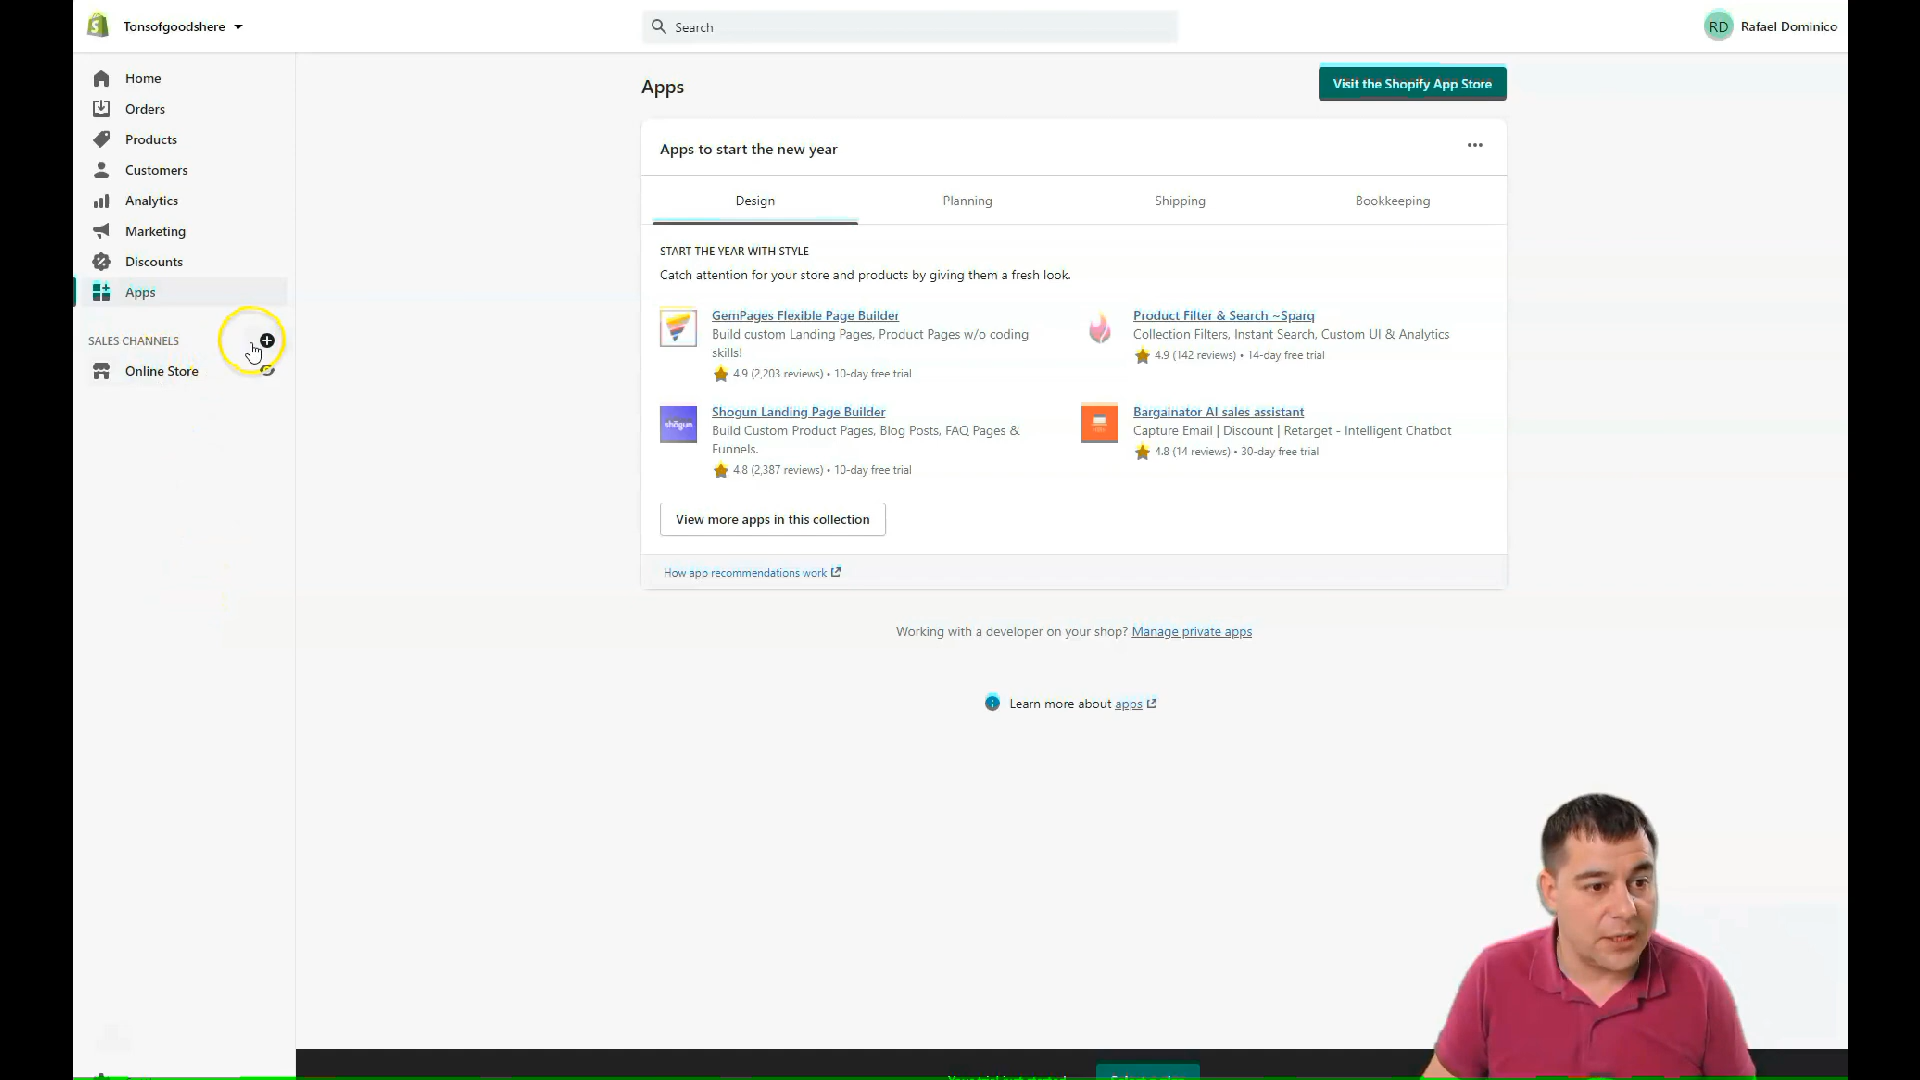 Tonsofgoodshere
Search
RD Rafael Dominico
Home
Orders
Products
Customers
Analytics
Marketing
Discounts
Apps
SALES CHANNELS
Online Store
Apps
Visit the Shopify App Store
Apps to start the new year
Design Planning Shipping Bookkeeping
START THE YEAR WITH STYLE
Catch attention for your store and products by giving them a fresh look.
GemPages Flexible Page Builder
Build custom Landing Pages, Product Pages w/o coding
skills!
4.9 (2,203 reviews) • 10-day free trial
Product Filter & Search ~Sparq
Collection Filters, Instant Search, Custom UI & Analytics
4.9 (142 reviews) • 14-day free trial
shogun
Shogun Landing Page Builder
Build Custom Product Pages, Blog Posts, FAQ Pages &
Funnels.
4.8 (2,387 reviews) • 10-day free trial
Bargainator AI sales assistant
Capture Email | Discount | Retarget - Intelligent Chatbot
4.8 (14 reviews) • 30-day free trial
View more apps in this collection
How app recommendations work
Working with a developer on your shop? Manage private apps
Learn more about apps
Your trial just started